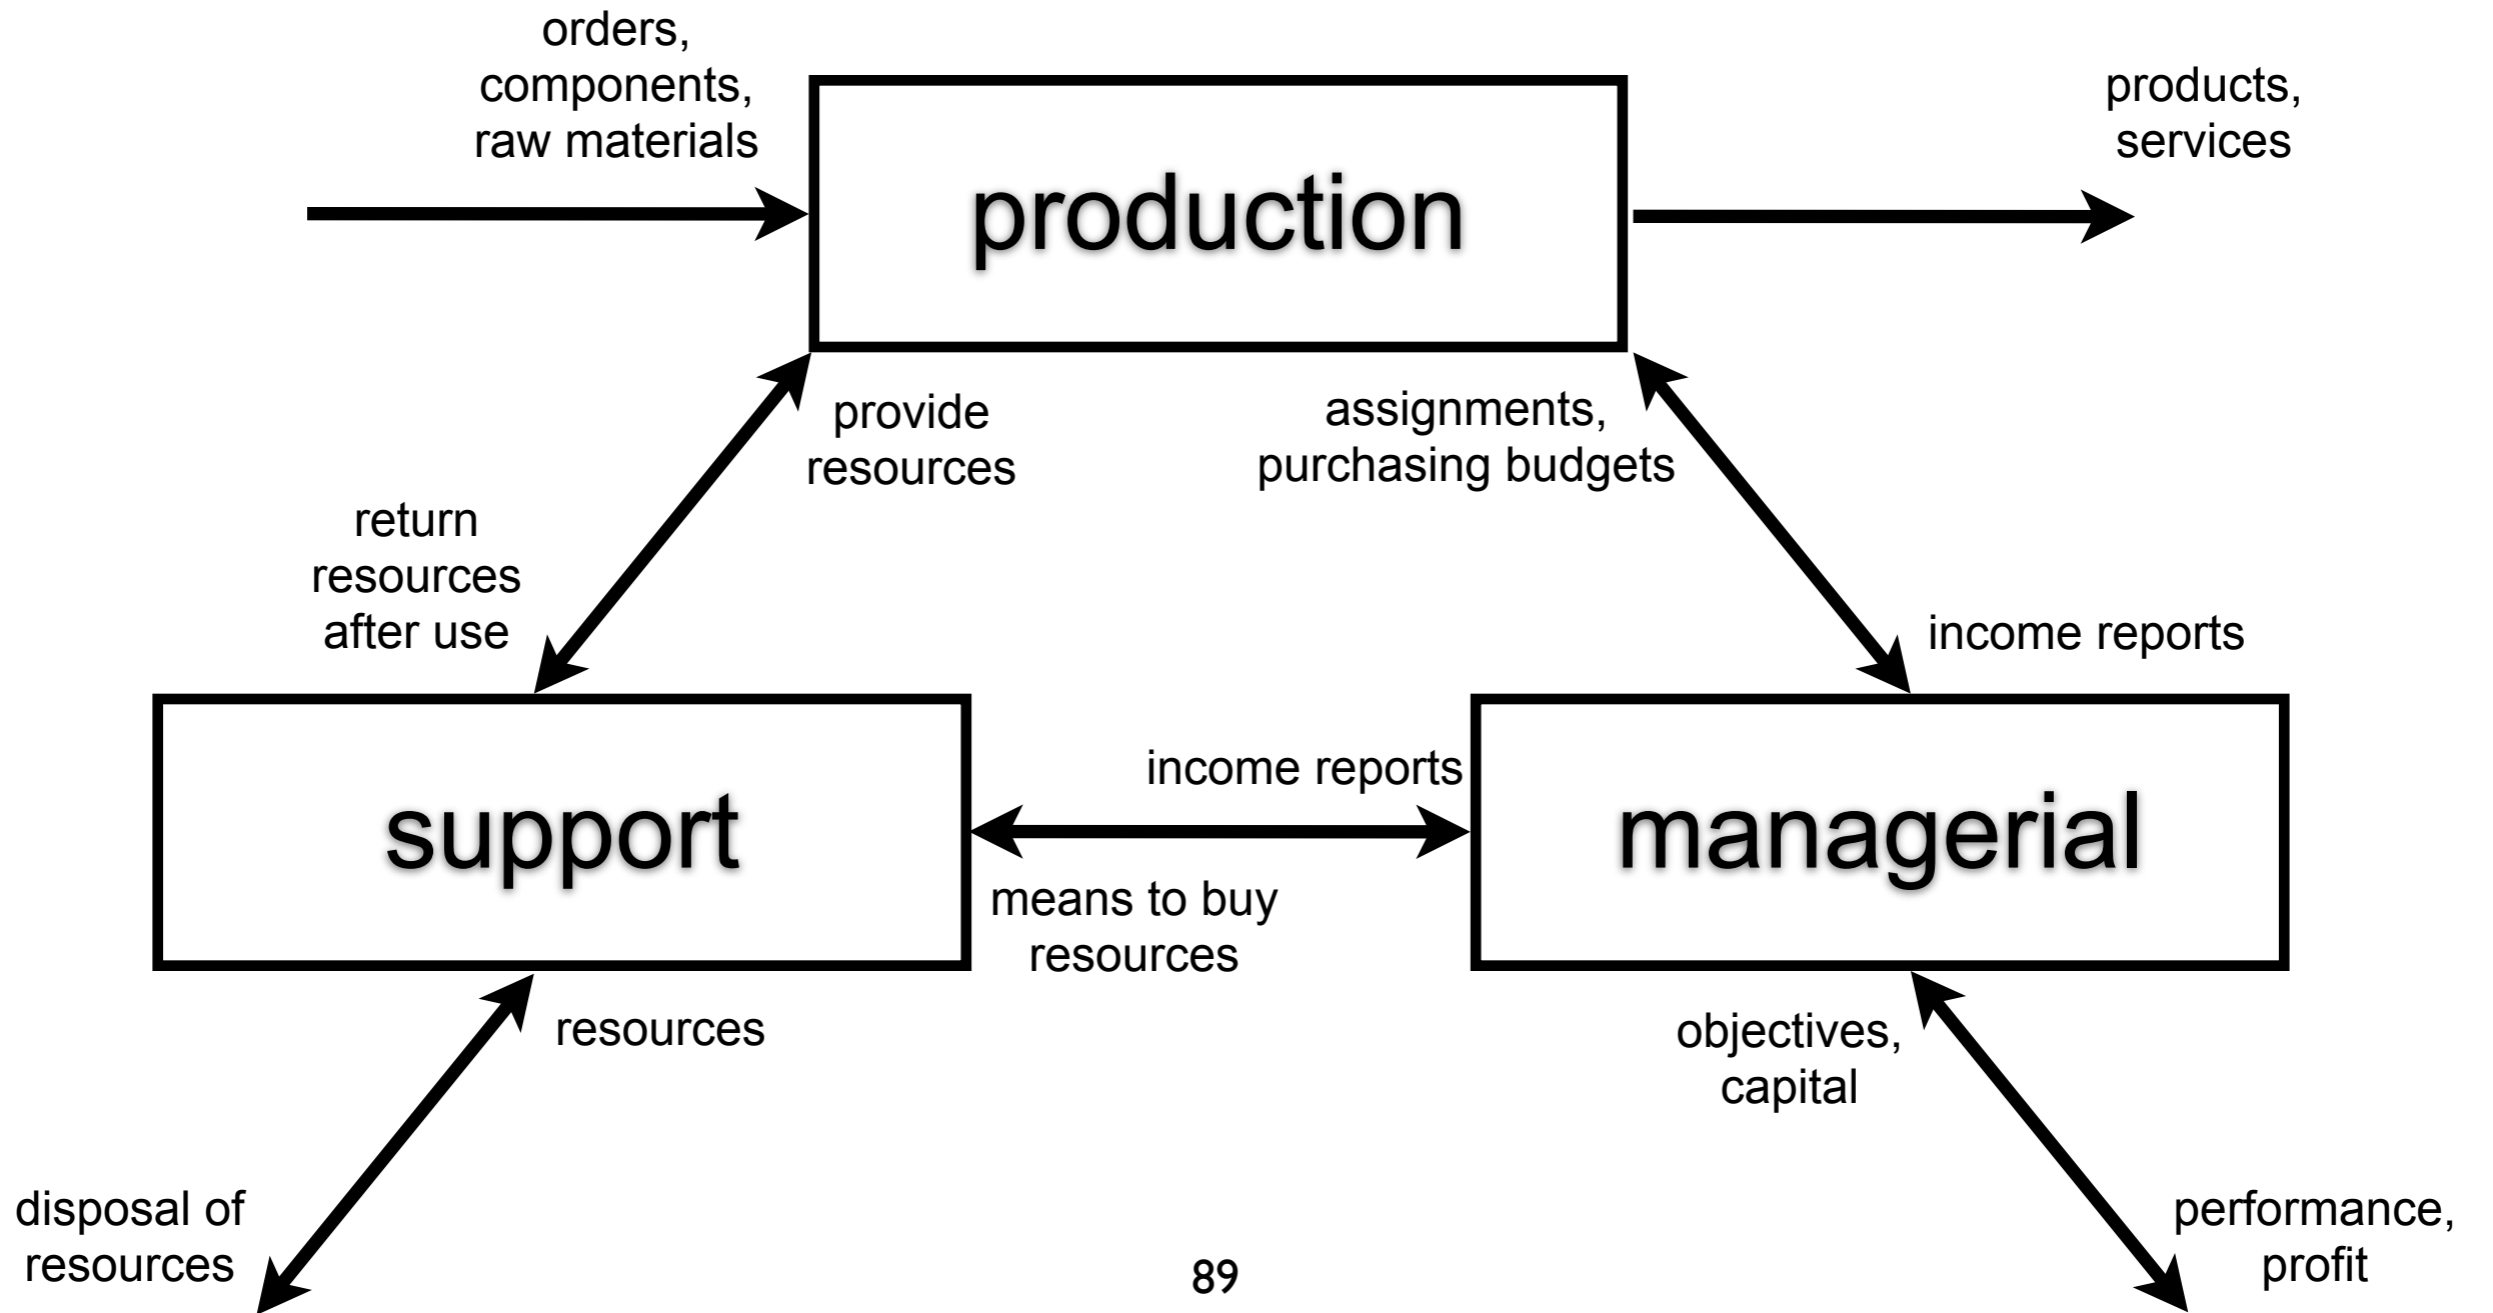 orders,
components,
raw materials
products,
services
production
provide
resources
assignments,
purchasing budgets
return
resources
after use
income reports
income reports
support
managerial
means to buy
resources
resources
objectives,
capital
disposal of
resources
performance,
profit
89